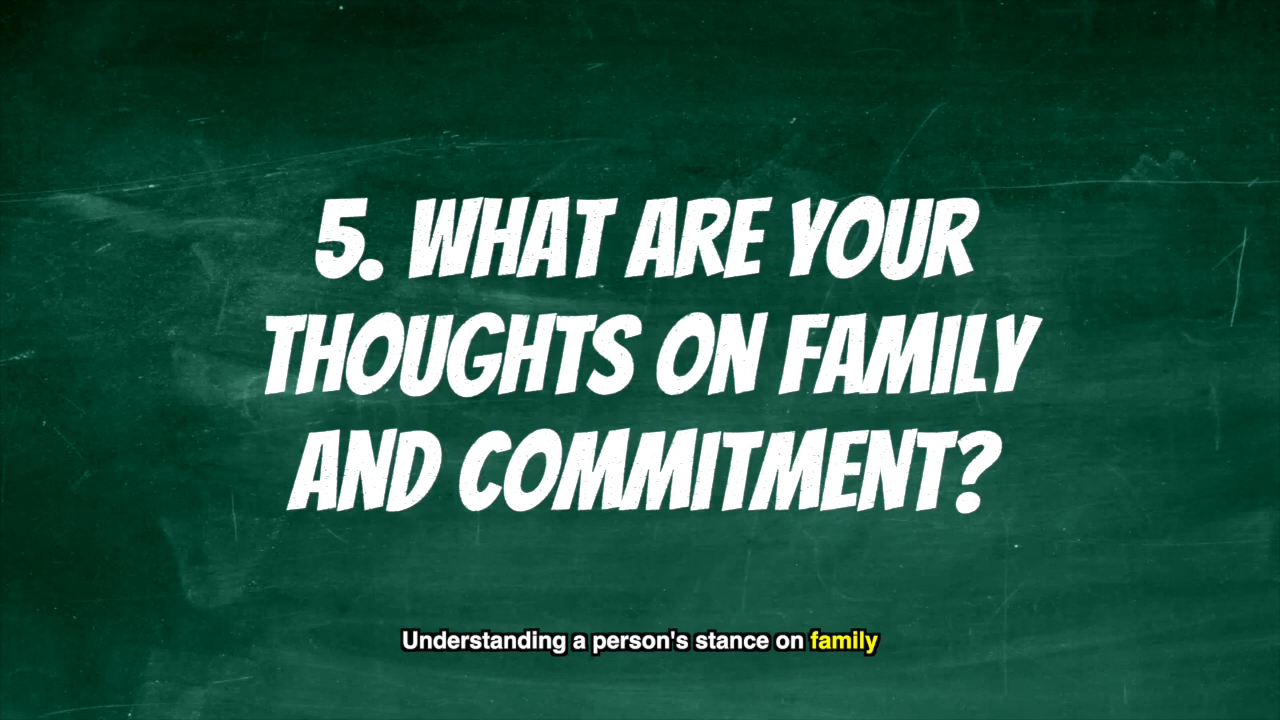 5. WHAT ARE YOUR
THOUGHTS ON FAMILY
AND COMMITMENT?
Understanding a person's stance on family